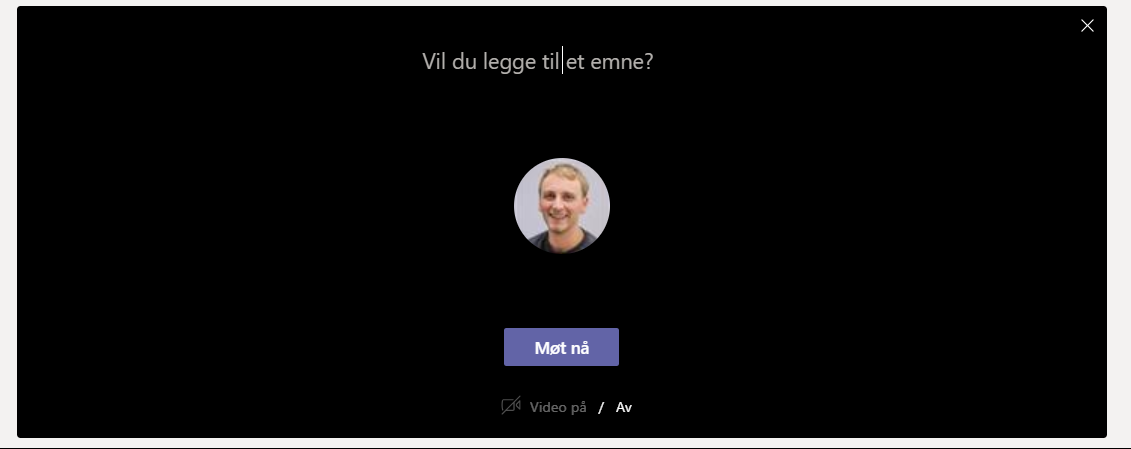 Vil du legge til et emne?
Møt nå
Video på / Av